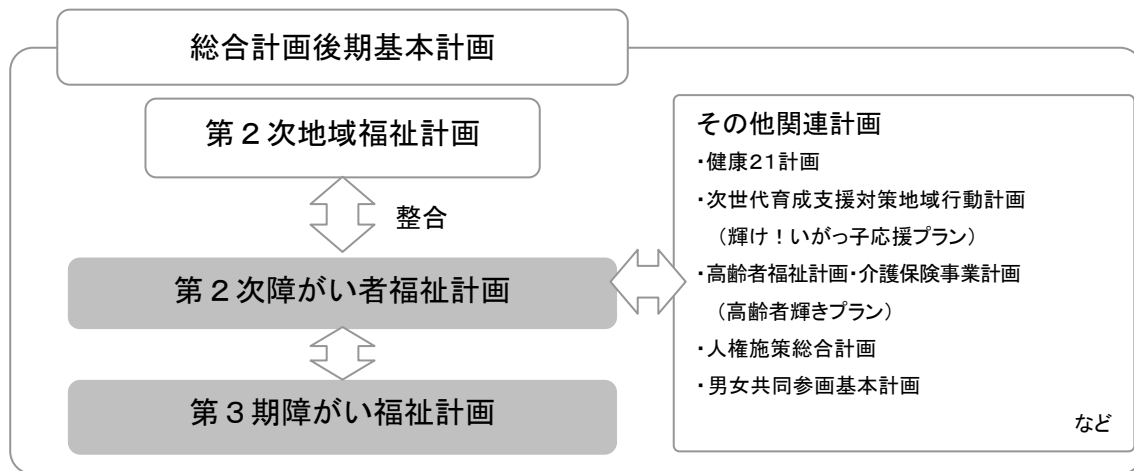 総合計画後期基本計画
第２次地域福祉計画
整合
第２次障がい者福祉計画
第３期障がい福祉計画
その他関連計画
・健康２１計画
・次世代育成支援対策地域行動計画
（輝け！いがっ子応援プラン）
・高齢者福祉計画・介護保険事業計画
（高齢者輝きプラン）
・人権施策総合計画
・男女共同参画基本計画
など